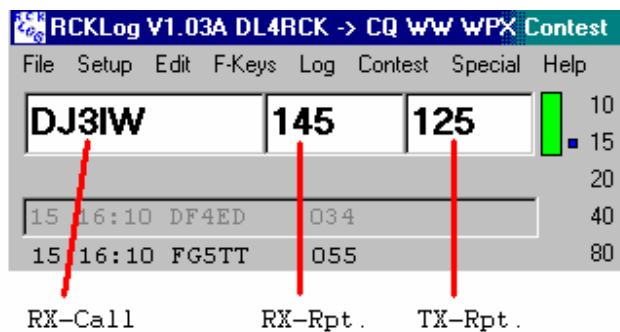 RCKLog V1.03A DL4RCK -> CQ WW WPX Contest
File Setup Edit F-Keys Log Contest Special Help
DJ3IW 145 125
10
15
20
15 16:10 DF4ED 034 40
15 16:10 FG5TT 055 80
RX-Call RX-Rpt. TX-Rpt.